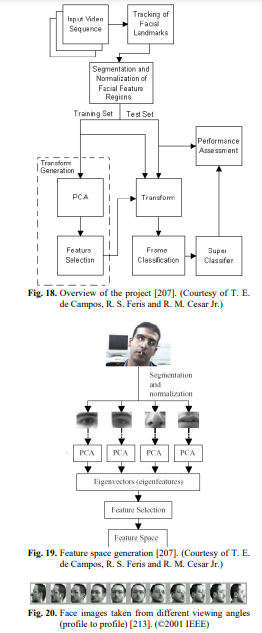 Input Video
Sequence
Tracking of
Facial
Landmarks
Segmentation and
Normalization of
Facial Feature
Regions
Training Set
Test Set
Performance
Assessment
Transform
Generation
PCA
Transform
Feature
Selection
Frame
Classification
Super
Classifier
Fig. 18. Overview of the project [207]. (Courtesy of T. E.
de Campos, R. S. Feris and R. M. Cesar Jr.)
Segmentation
and
normalization
PCA PCA PCA PCA
Eigenvectors (eigenfeatures)
Feature Selection
Feature Space
Fig. 19. Feature space generation [207]. (Courtesy of T. E.
de Campos, R. S. Feris and R. M. Cesar Jr.)
Fig. 20. Face images taken from different viewing angles
(profile to profile) [213]. (©2001 IEEE)